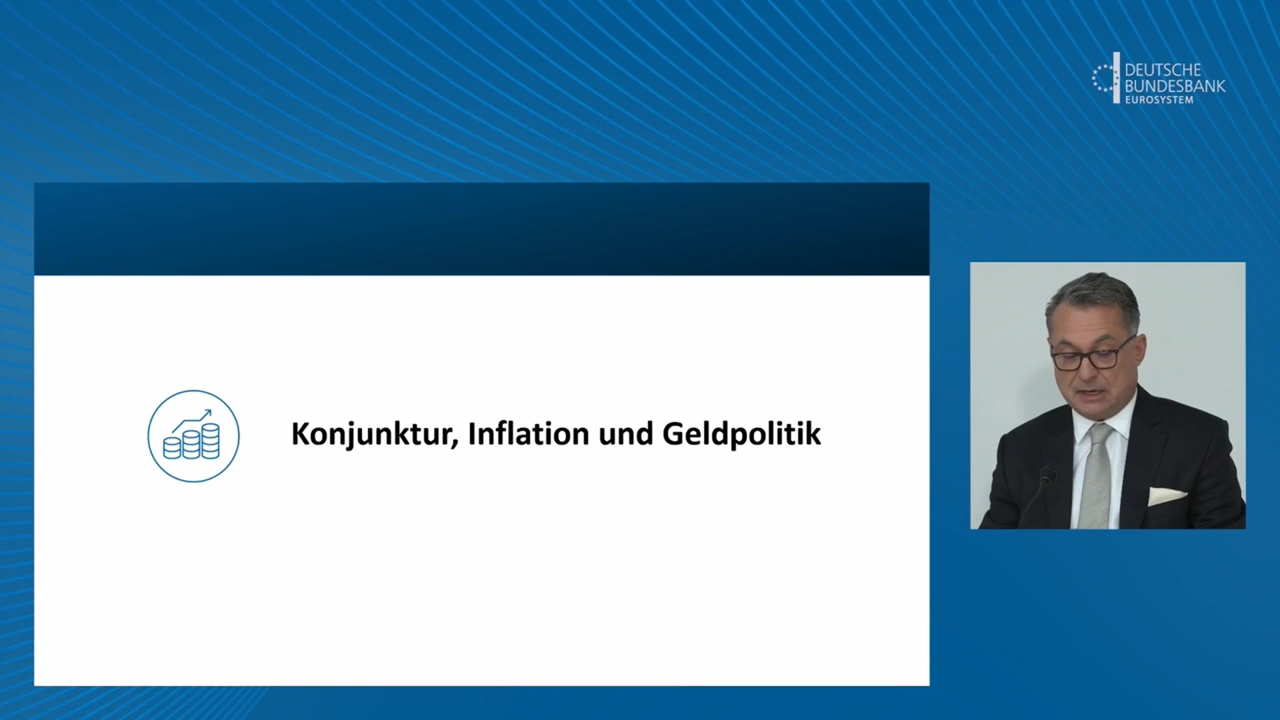 DEUTSCHE
BUNDESBANK
EUROSYSTEM
Konjunktur, Inflation und Geldpolitik